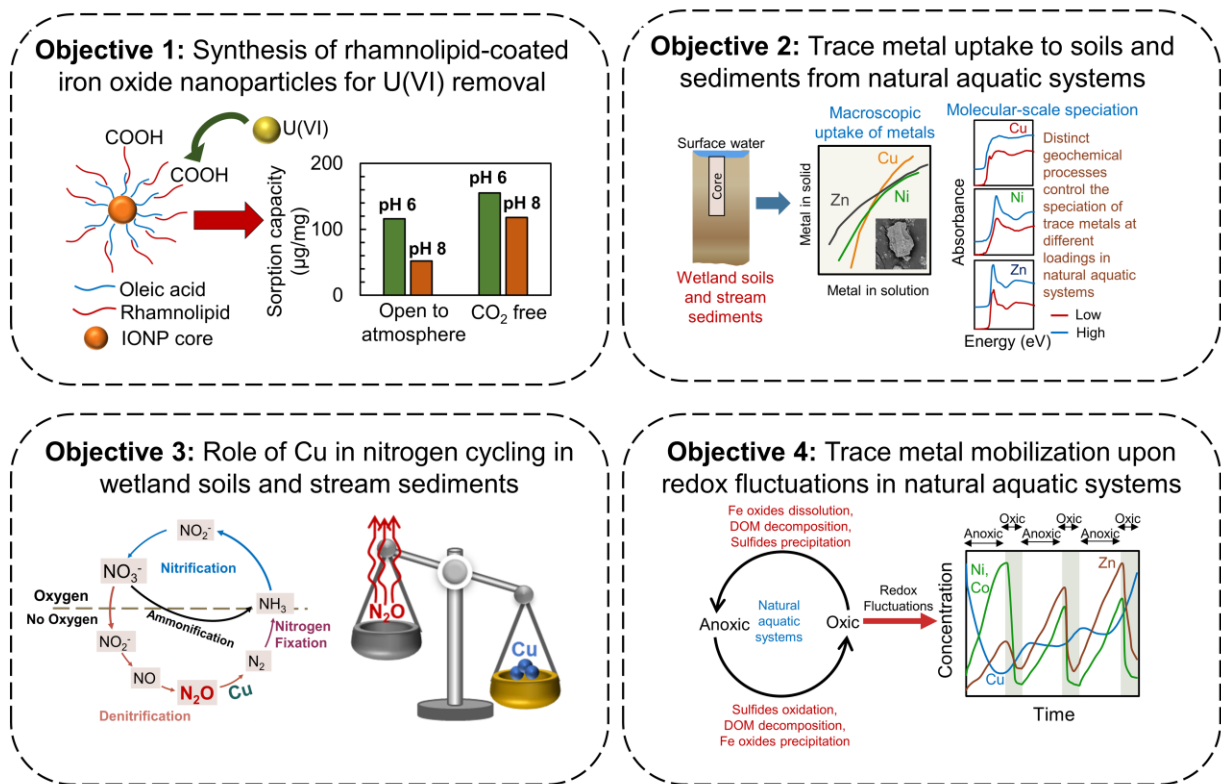 Objective 1: Synthesis of rhamnolipid-coated
iron oxide nanoparticles for U(VI) removal
COOH
COOH
U(VI)
Oleic acid
Rhamnolipid
IONP core
Sorption capacity
(μg/mg)
200
100
0
pH 6
pH 8
pH 6
pH 8
Open to
atmosphere
CO₂ free
Objective 2: Trace metal uptake to soils and
sediments from natural aquatic systems
Surface water
Core
Wetland soils
and stream
sediments
Macroscopic
uptake of metals
Metal in solid
Cu
Zn
Ni
Metal in solution
Molecular-scale speciation
Absorbance
Cu
Ni
Zn
Energy (eV)
Distinct
geochemical
processes
control the
speciation of
trace metals at
different
loadings in
natural aquatic
systems
Low
High
Objective 3: Role of Cu in nitrogen cycling in
wetland soils and stream sediments
NO₂⁻
NO₃⁻
Nitrification
Oxygen
No Oxygen
Ammonification
NH₃
Nitrogen
Fixation
NO₂⁻
NO
N₂O
Cu
N₂
Denitrification
N₂O
Cu
Objective 4: Trace metal mobilization upon
redox fluctuations in natural aquatic systems
Fe oxides dissolution,
DOM decomposition,
Sulfides precipitation
Anoxic
Natural
aquatic
systems
Oxic
Sulfides oxidation,
DOM decomposition,
Fe oxides precipitation
Redox
Fluctuations
Oxic
Oxic
Oxic
Anoxic
Anoxic
Anoxic
Concentration
Ni,
Co
Zn
Cu
Time